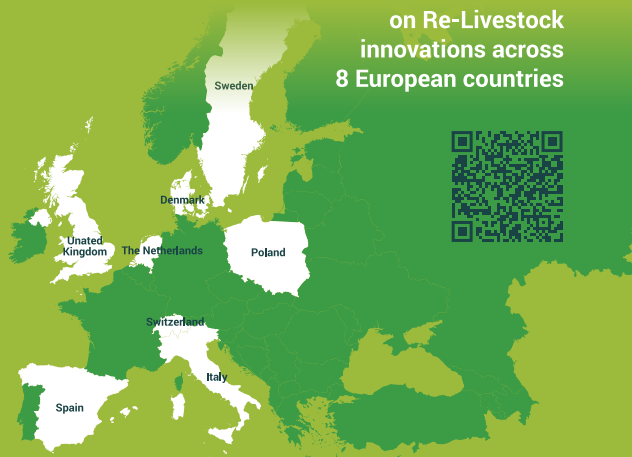 on Re-Livestock
innovations across
8 European countries
Sweden
Denmark
Unated
Kingdom
The Netherlands
Poland
Switzerland
Italy
Spain